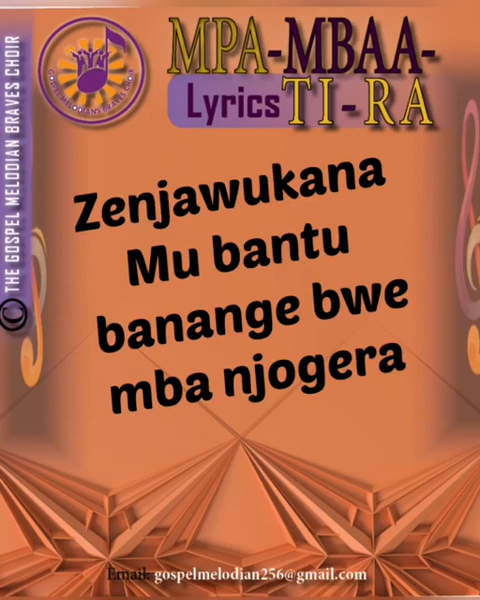 MPA-MBAA-
Lyrics TI-RA
Zenjawukana
Mu bantu
banange bwe
mba njogera
© THE GOSPEL MELODIAN BRAVES CHOIR
Email: gospelmelodian256@gmail.com